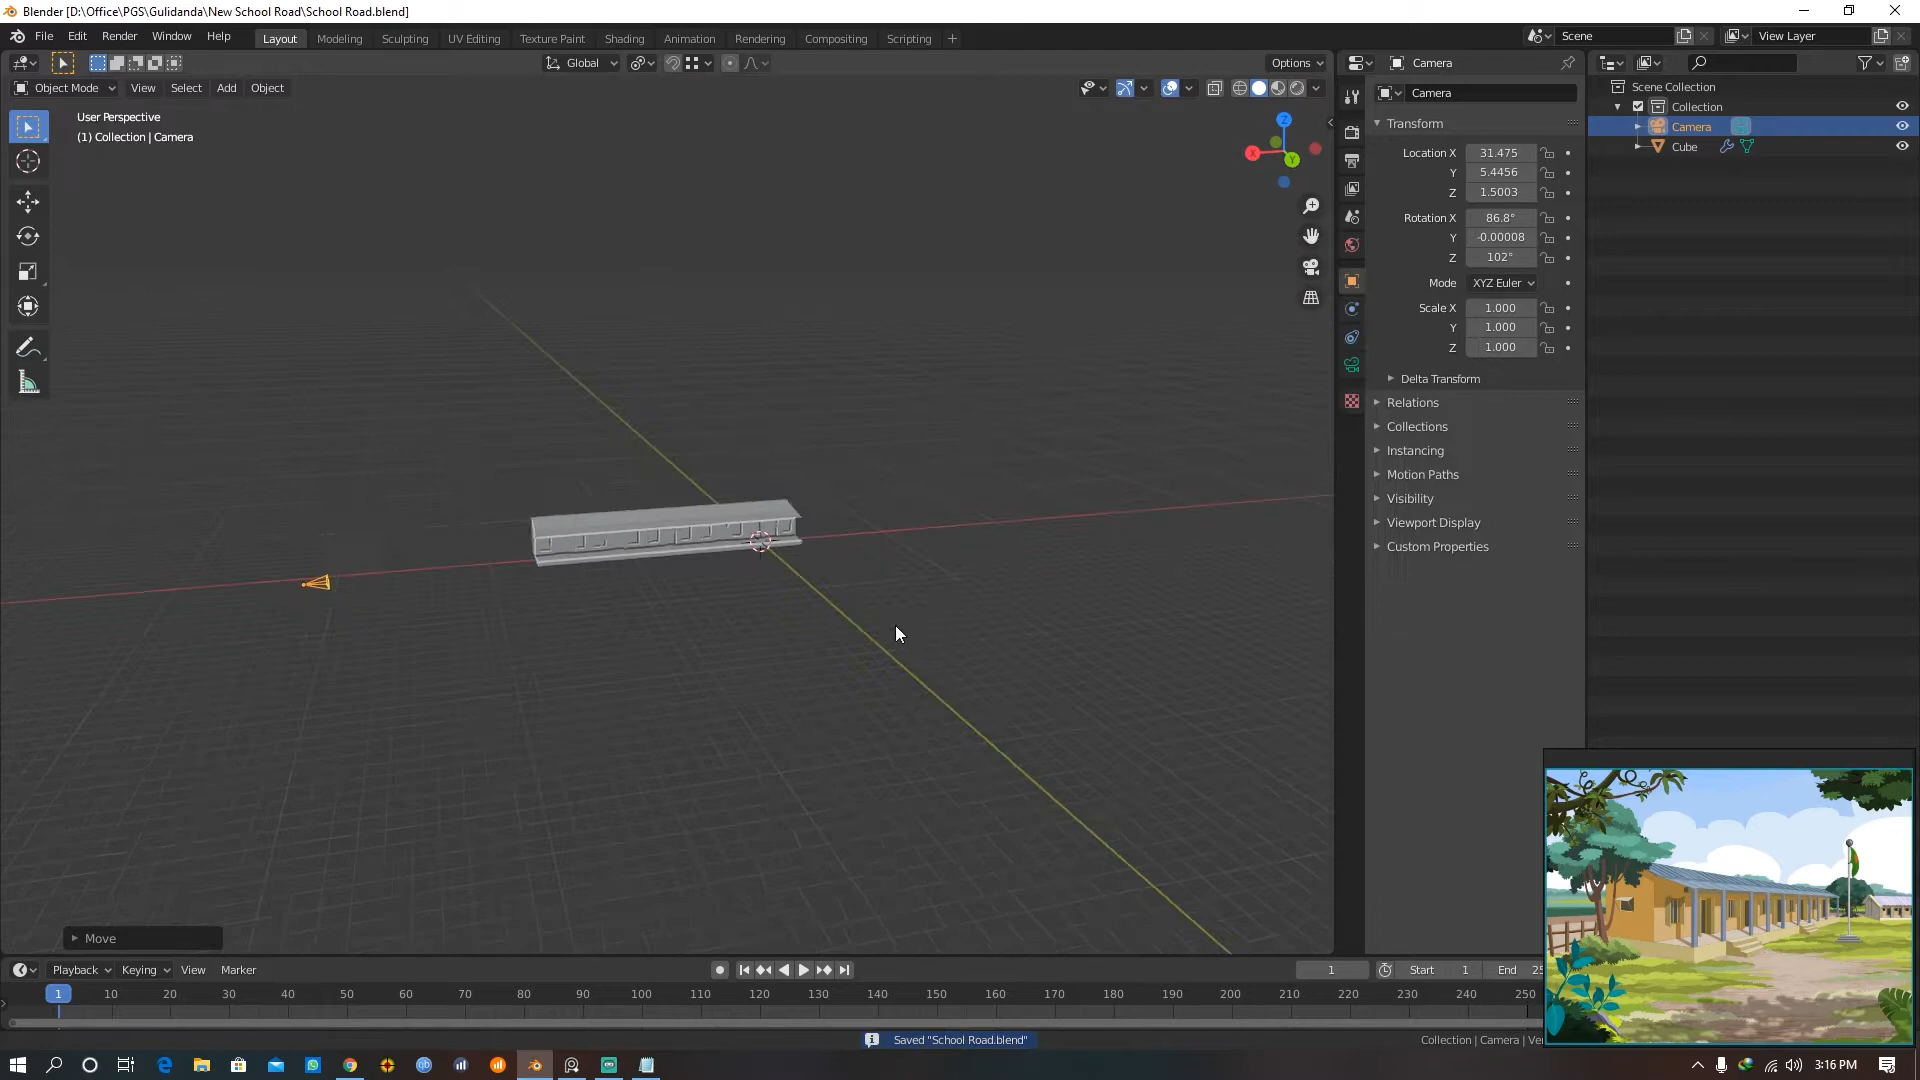 Blender [D:\Office\PGS\Gulidanda\New School Road\School Road.blend]
File Edit Render Window Help
Layout Modeling Sculpting UV Editing Texture Paint Shading Animation Rendering Compositing Scripting +
Scene
View Layer
Global
Options
Camera
Object Mode View Select Add Object
Camera
User Perspective
(1) Collection | Camera
Z
X
Y
Transform
Location X 31.475
Y 5.4456
Z 1.5003
Rotation X 86.8°
Y -0.00008
Z 102°
Mode XYZ Euler
Scale X 1.000
Y 1.000
Z 1.000
Delta Transform
Relations
Collections
Instancing
Motion Paths
Visibility
Viewport Display
Custom Properties
Scene Collection
Collection
Camera
Cube
Move
Playback Keying View Marker
1
Start 1
End 25
1 10 20 30 40 50 60 70 80 90 100 110 120 130 140 150 160 170 180 190 200 210 220 230 240 250
Saved "School Road.blend"
Collection | Camera | Ve
3:16 PM